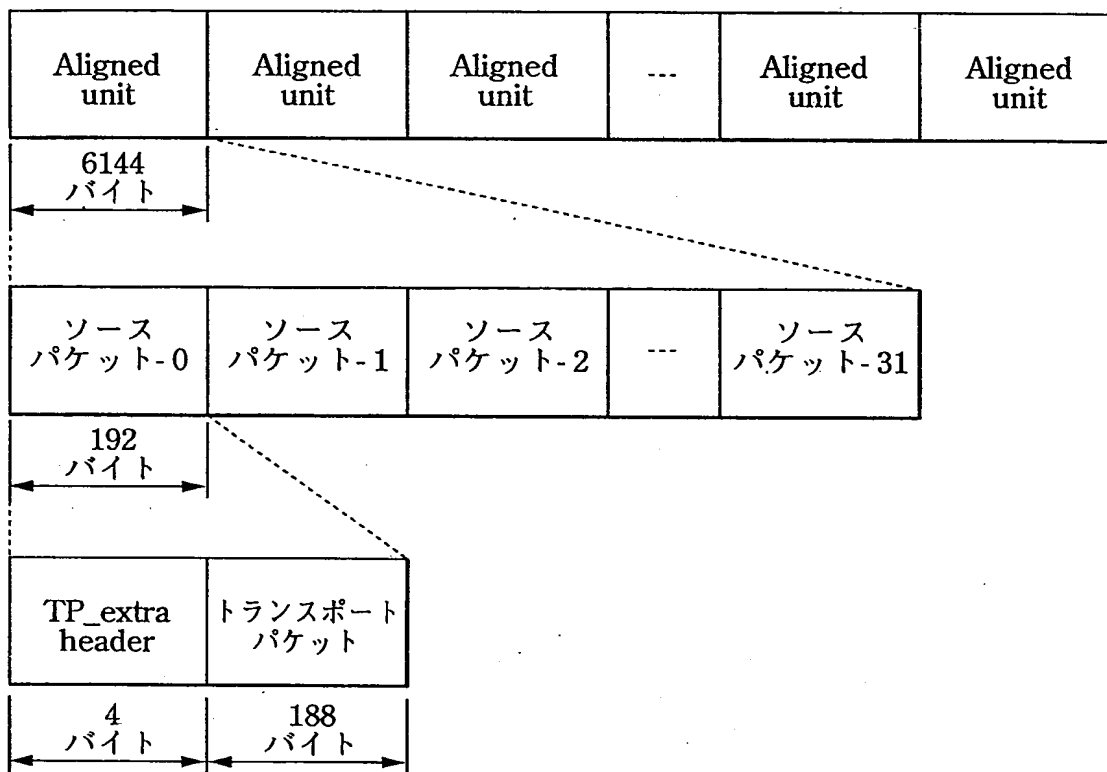 Aligned
unit
Aligned
unit
Aligned
unit
---
Aligned
unit
Aligned
unit
6144
バイト
ソース
パケット-0
ソース
パケット-1
ソース
パケット-2
---
ソース
パケット-31
192
バイト
TP_extra
header
トランスポート
パケット
4
バイト
188
バイト